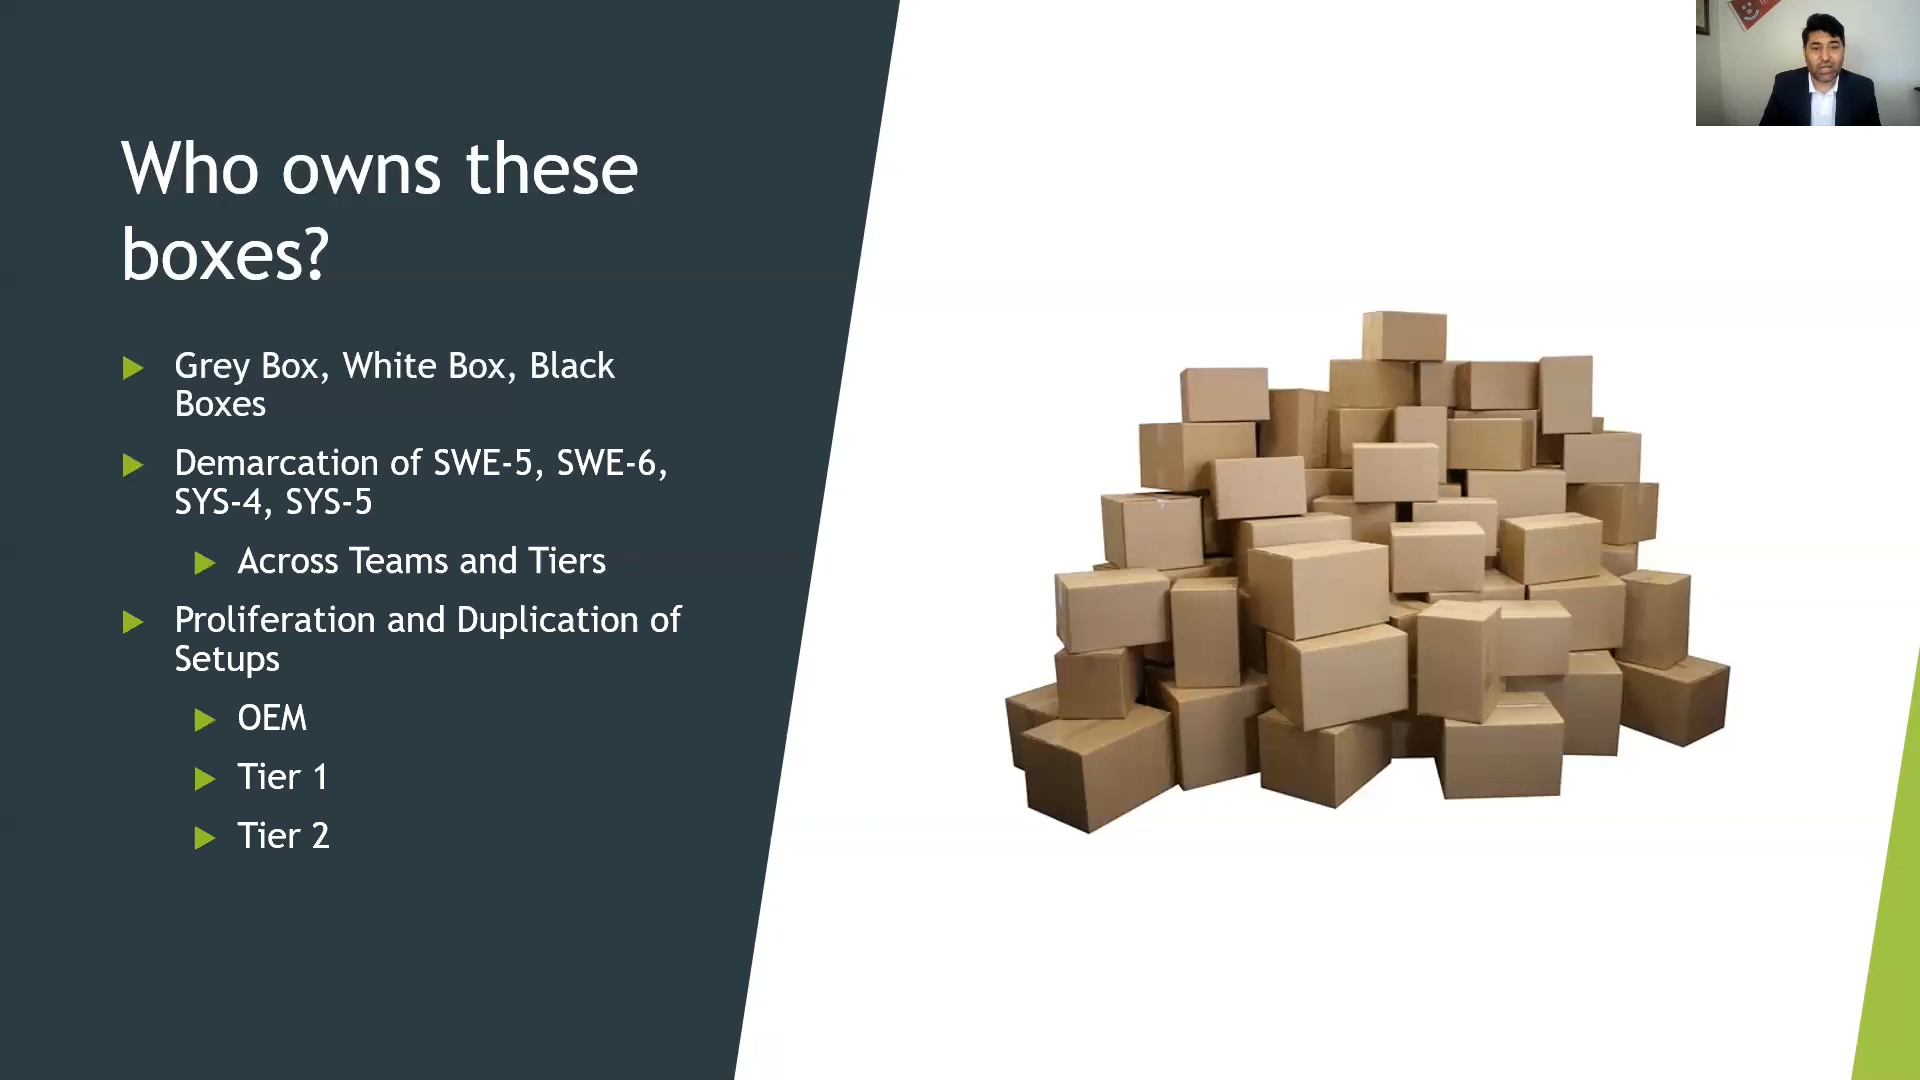 Who owns these
boxes?
Grey Box, White Box, Black
Boxes
Demarcation of SWE-5, SWE-6,
SYS-4, SYS-5
Across Teams and Tiers
Proliferation and Duplication of
Setups
OEM
Tier 1
Tier 2